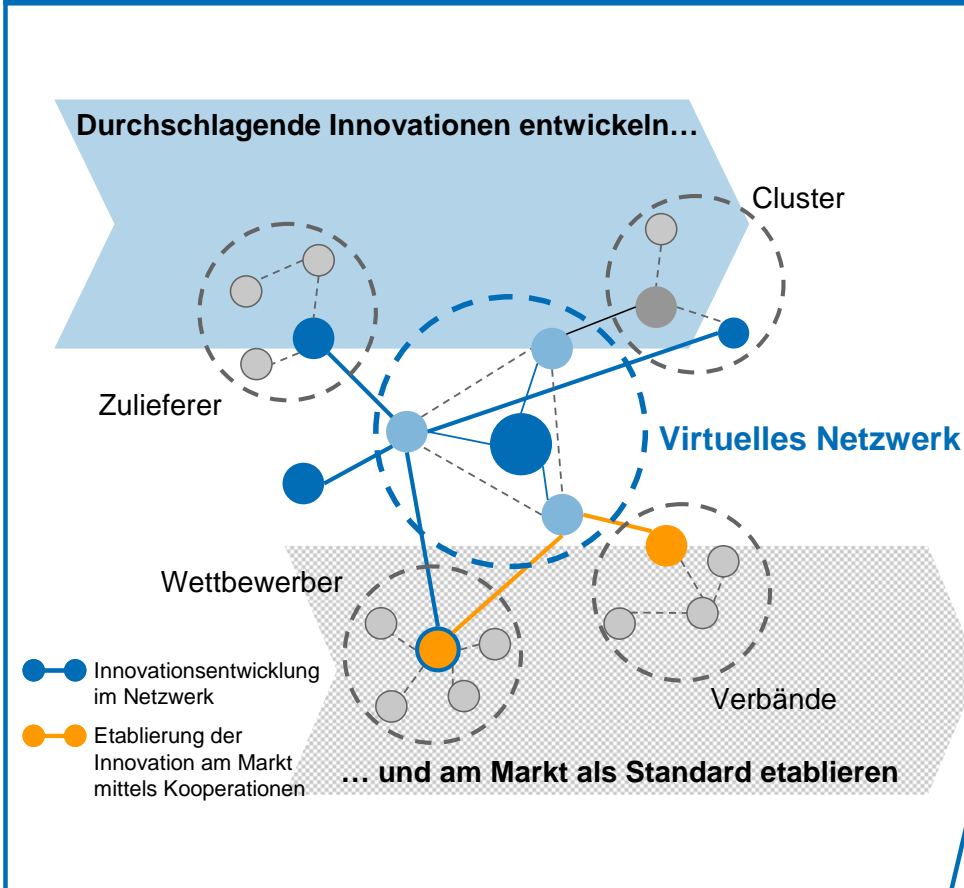 Durchschlagende Innovationen entwickeln…
Cluster
Zulieferer
Virtuelles Netzwerk
Wettbewerber
Innovationsentwicklung
im Netzwerk
Verbände
Etablierung der
Innovation am Markt
mittels Kooperationen
… und am Markt als Standard etablieren